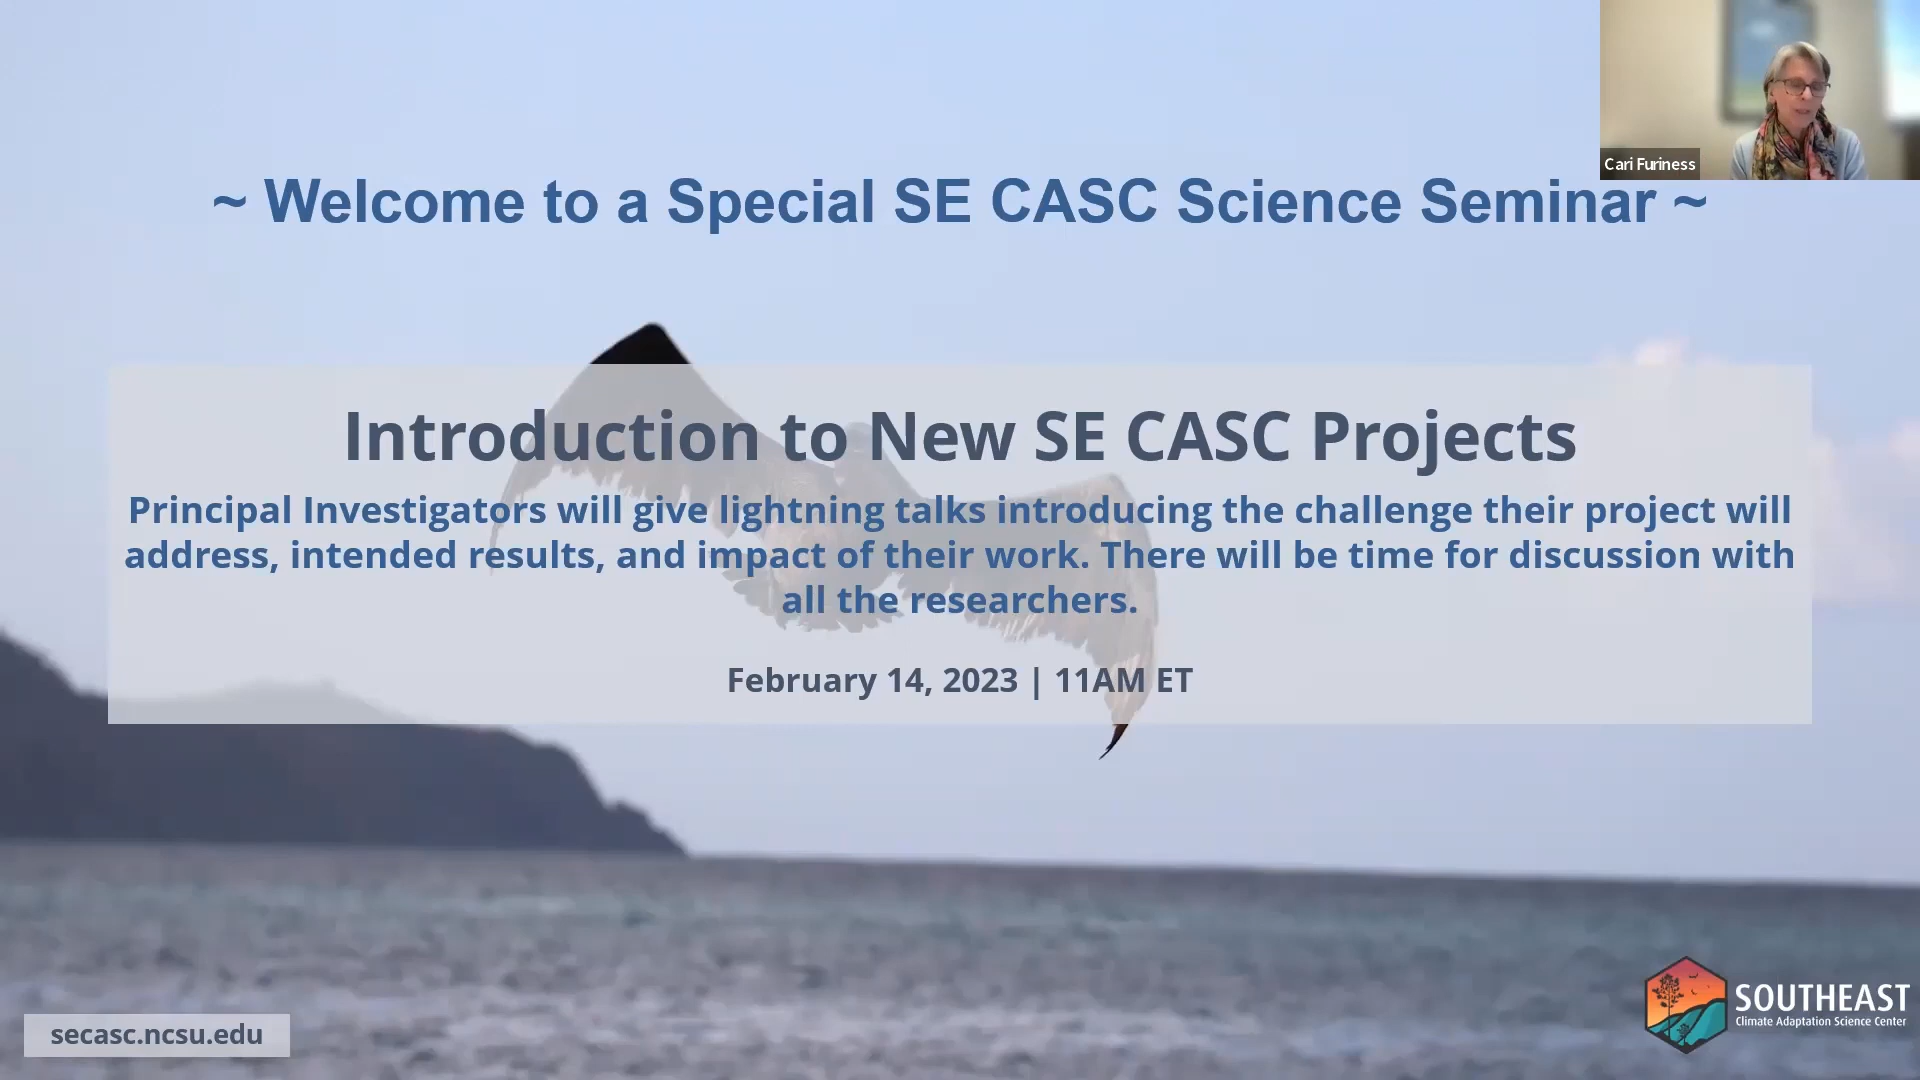 Cari Furiness
~ Welcome to a Special SE CASC Science Seminar ~
Introduction to New SE CASC Projects
Principal Investigators will give lightning talks introducing the challenge their project will
address, intended results, and impact of their work. There will be time for discussion with
all the researchers.
February 14, 2023 | 11AM ET
secasc.ncsu.edu
SOUTHEAST
Climate Adaptation Science Center